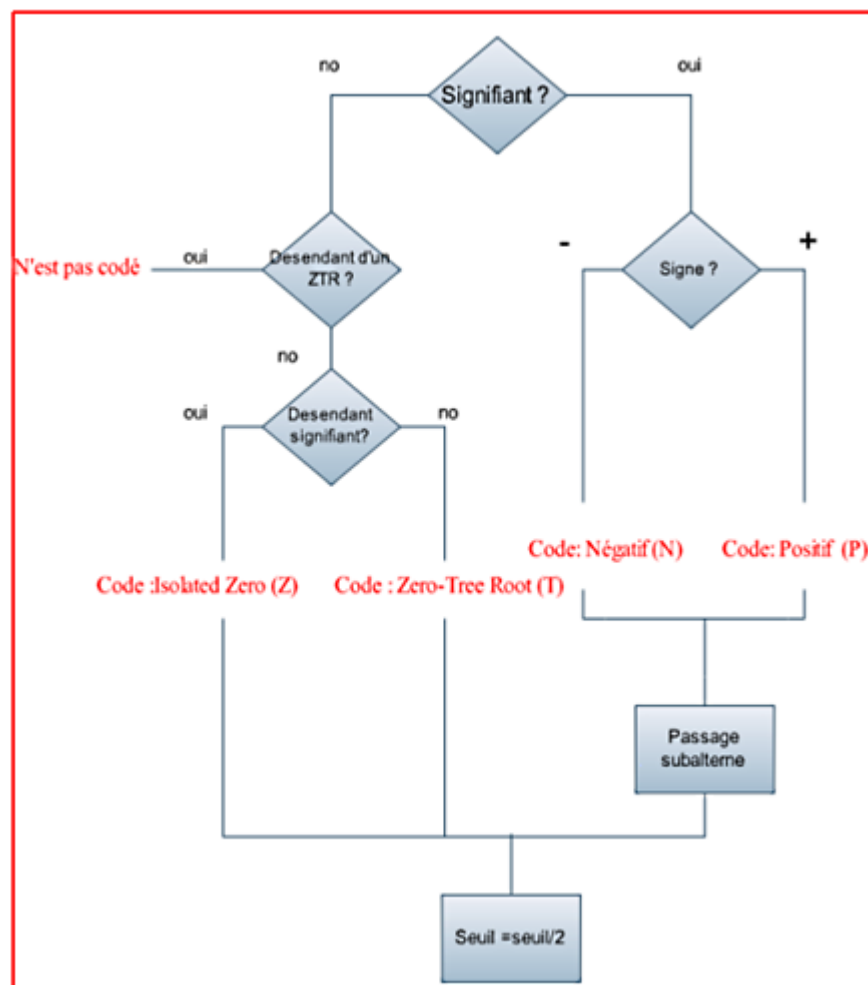 no
oui
Signifiant ?
N'est pas codé
oui
Desendant d'un
ZTR ?
-
+
Signe ?
no
oui
no
Desendant
signifiant?
Code: Négatif (N)
Code: Positif (P)
Code :Isolated Zero (Z)
Code : Zero-Tree Root (T)
Passage
subalterne
Seuil =seuil/2